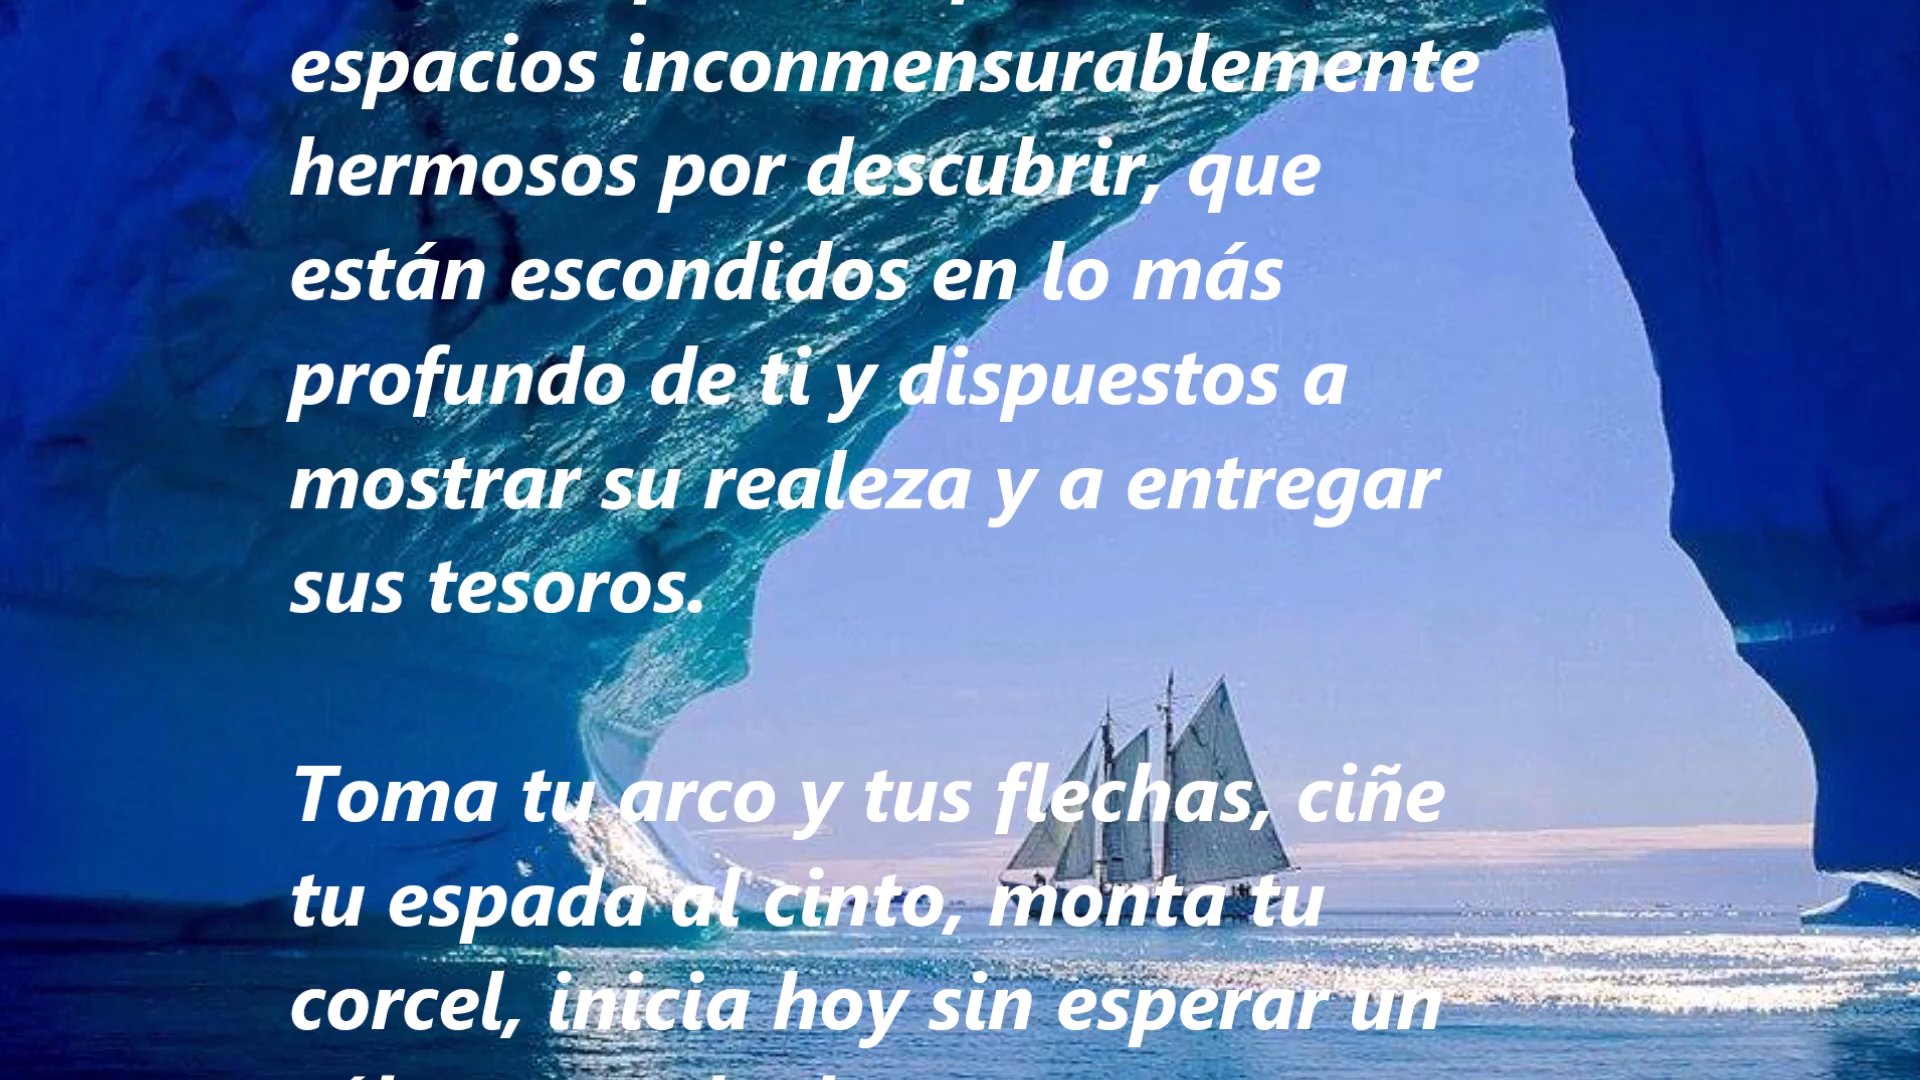 espacios inconmensurablemente
hermosos por descubrir, que
están escondidos en lo más
profundo de ti y dispuestos a
mostrar su realeza y a entregar
sus tesoros.
Toma tu arco y tus flechas, ciñe
tu espada al cinto, monta tu
corcel, inicia hoy sin esperar un